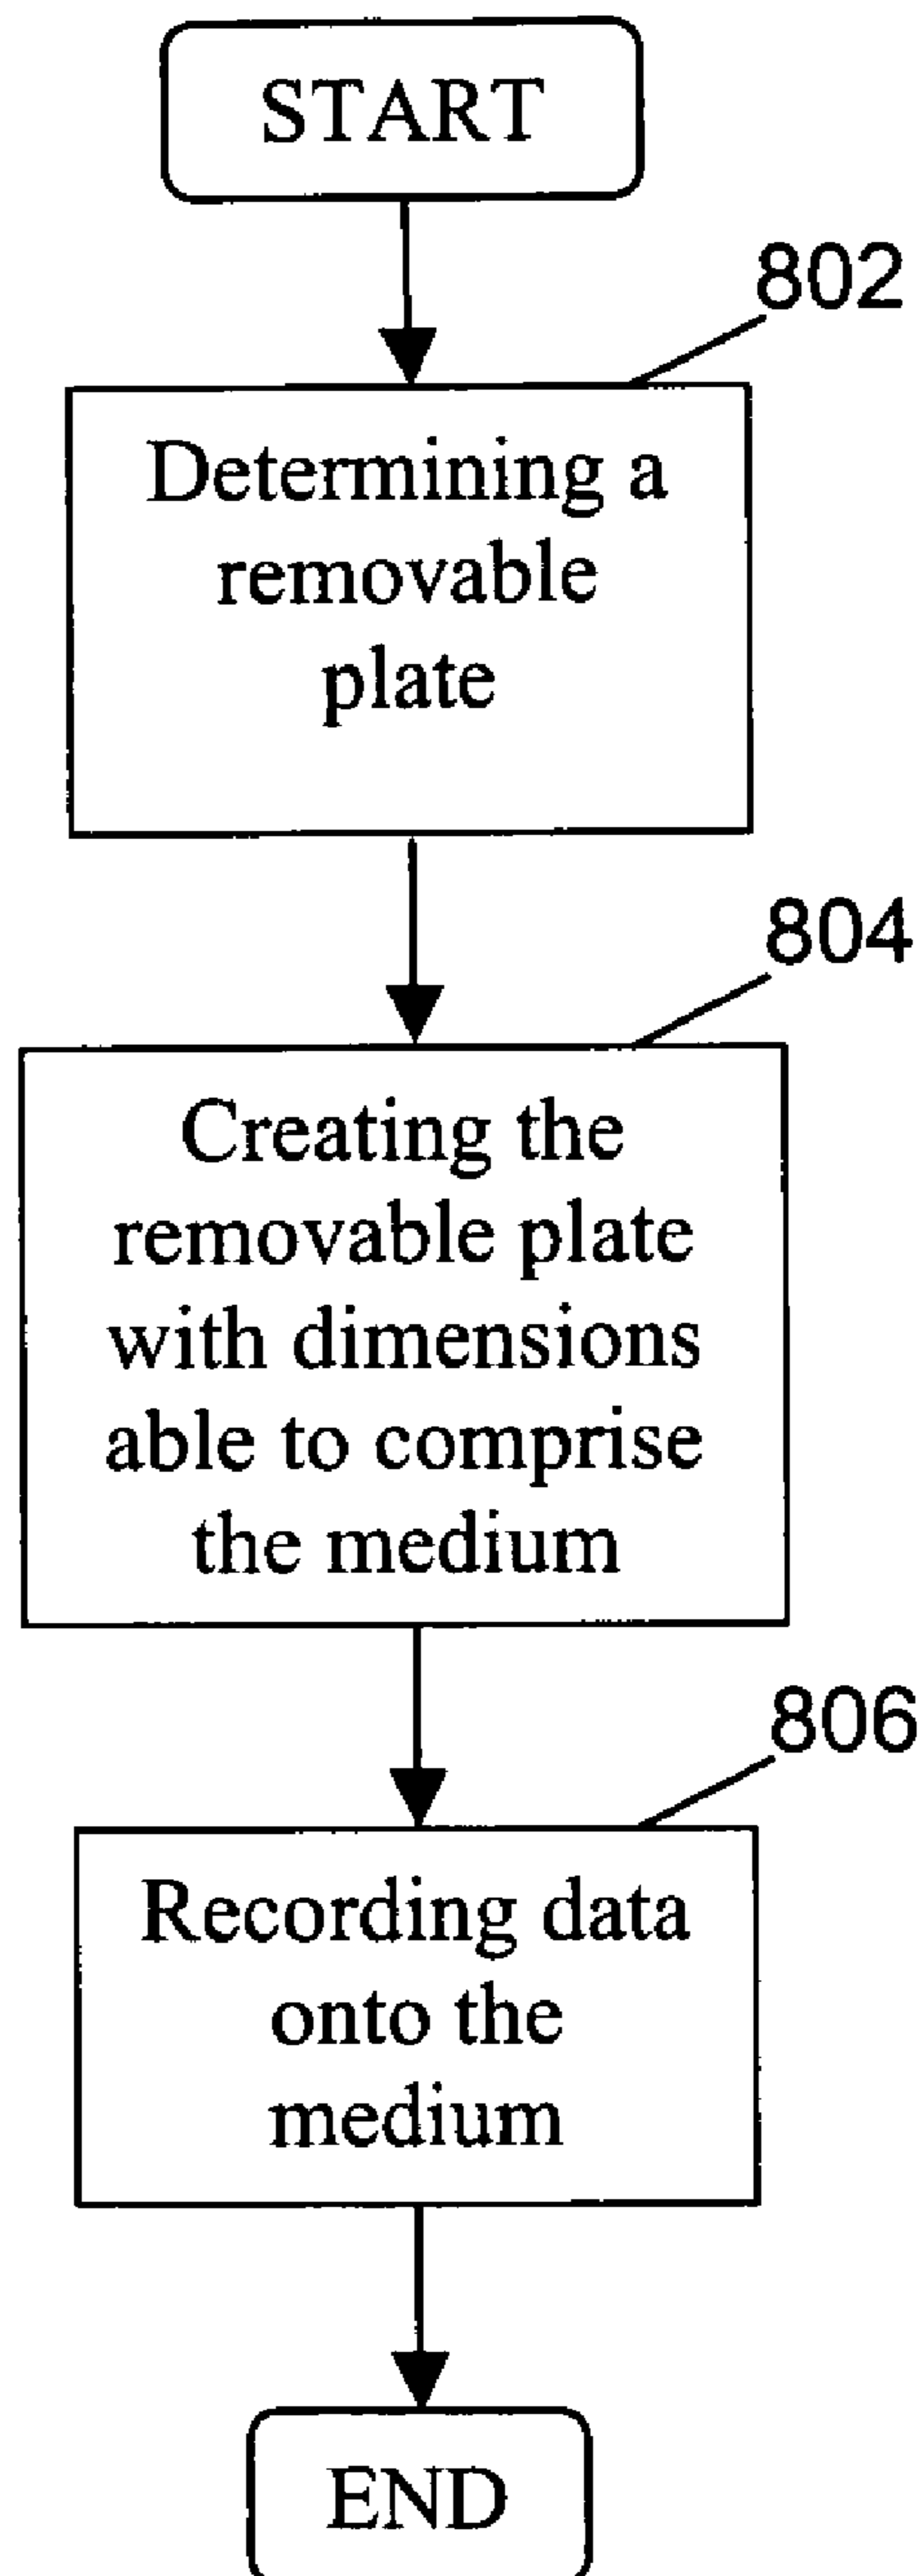 START
802
Determining a
removable
plate
804
Creating the
removable plate
with dimensions
able to comprise
the medium
806
Recording data
onto the
medium
END